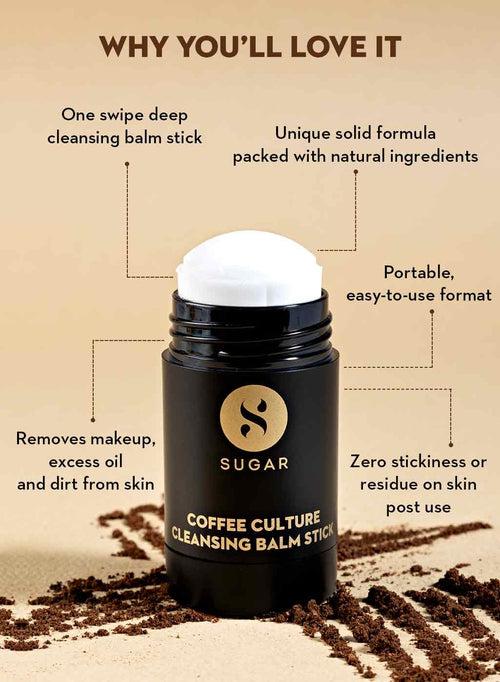 WHY YOU'LL LOVE IT
One swipe deep
cleansing balm stick
Unique solid formula
packed with natural ingredients
Portable,
easy-to-use format
Removes makeup,
excess oil
and dirt from skin
Zero stickiness or
residue on skin
post use
SUGAR
COFFEE CULTURE
CLEANSING BALM STICK